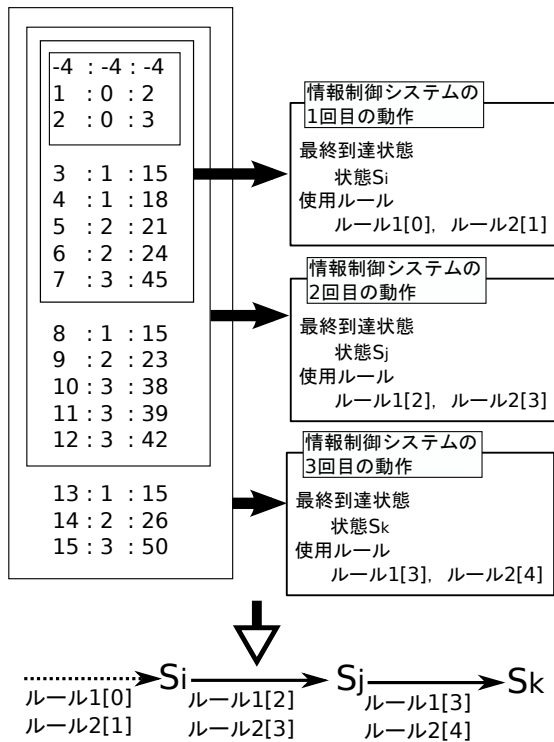 -4 : -4 : -4
1 : 0 : 2
2 : 0 : 3
3 : 1 : 15
4 : 1 : 18
5 : 2 : 21
6 : 2 : 24
7 : 3 : 45
8 : 1 : 15
9 : 2 : 23
10 : 3 : 38
11 : 3 : 39
12 : 3 : 42
13 : 1 : 15
14 : 2 : 26
15 : 3 : 50
情報制御システムの
1回目の動作
最終到達状態
状態Si
使用ルール
ルール1[0], ルール2[1]
情報制御システムの
2回目の動作
最終到達状態
状態Sj
使用ルール
ルール1[2], ルール2[3]
情報制御システムの
3回目の動作
最終到達状態
状態Sk
使用ルール
ルール1[3], ルール2[4]
Si Sj Sk
ルール1[0] ルール1[2] ルール1[3]
ルール2[1] ルール2[3] ルール2[4]